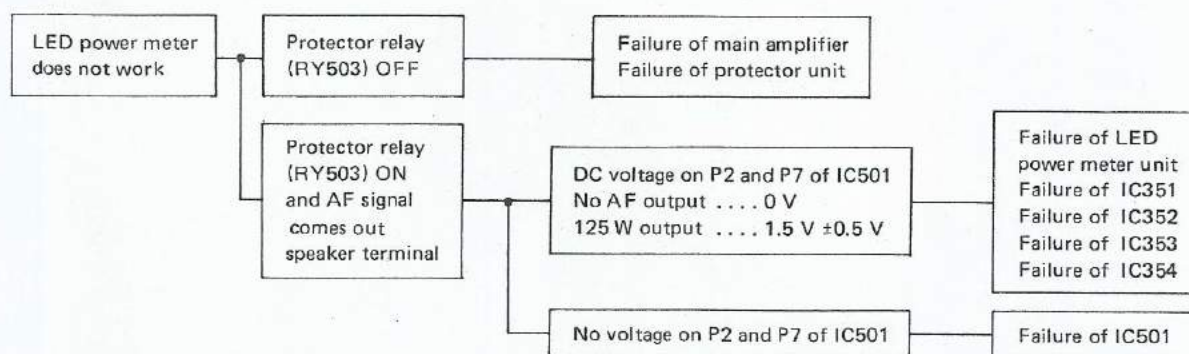 LED power meter
does not work
Protector relay
(RY503) OFF
Failure of main amplifier
Failure of protector unit
Protector relay
(RY503) ON
and AF signal
comes out
speaker terminal
DC voltage on P2 and P7 of IC501
No AF output .... 0 V
125 W output .... 1.5 V ±0.5 V
Failure of LED
power meter unit
Failure of IC351
Failure of IC352
Failure of IC353
Failure of IC354
No voltage on P2 and P7 of IC501
Failure of IC501